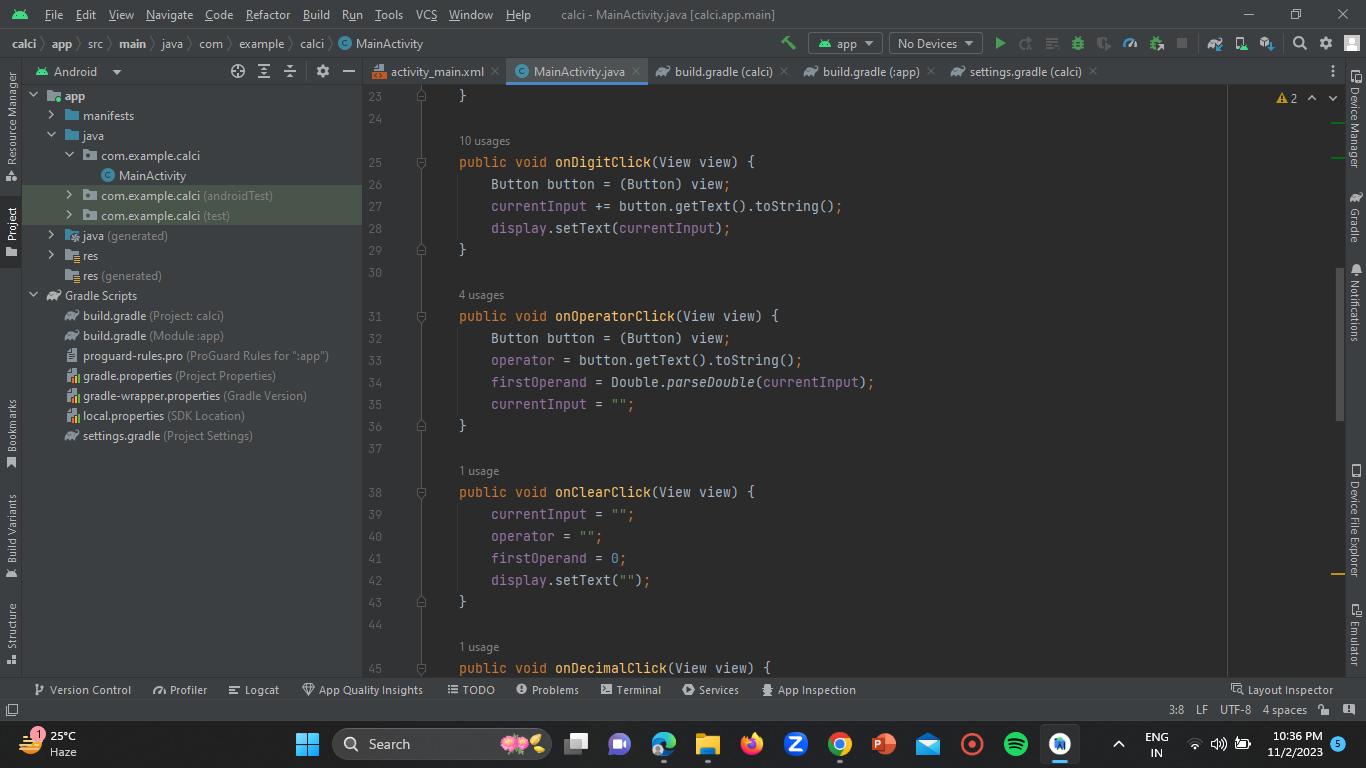 File Edit View Navigate Code Refactor Build Run Tools VCS Window Help calci - MainActivity.java [calci.app.main]
calci app src main java com example calci MainActivity app No Devices
Android activity_main.xml MainActivity.java build.gradle (calci) build.gradle (:app) settings.gradle (calci)
Resource Manager
Project
Bookmarks
Build Variants
Structure
app
manifests
java
com.example.calci
MainActivity
com.example.calci (androidTest)
com.example.calci (test)
java (generated)
res
res (generated)
Gradle Scripts
build.gradle (Project: calci)
build.gradle (Module :app)
proguard-rules.pro (ProGuard Rules for ":app")
gradle.properties (Project Properties)
gradle-wrapper.properties (Gradle Version)
local.properties (SDK Location)
settings.gradle (Project Settings)
2
23 }
24
10 usages
25 public void onDigitClick(View view) {
26 Button button = (Button) view;
27 currentInput += button.getText().toString();
28 display.setText(currentInput);
29 }
30
4 usages
31 public void onOperatorClick(View view) {
32 Button button = (Button) view;
33 operator = button.getText().toString();
34 firstOperand = Double.parseDouble(currentInput);
35 currentInput = "";
36 }
37
1 usage
38 public void onClearClick(View view) {
39 currentInput = "";
40 operator = "";
41 firstOperand = 0;
42 display.setText("");
43 }
44
1 usage
45 public void onDecimalClick(View view) {
Device Manager
Gradle
Notifications
Device File Explorer
Emulator
Version Control Profiler Logcat App Quality Insights TODO Problems Terminal Services App Inspection Layout Inspector
3:8 LF UTF-8 4 spaces
1 25°C
Haze
Search
ENG
IN
10:36 PM
11/2/2023
5